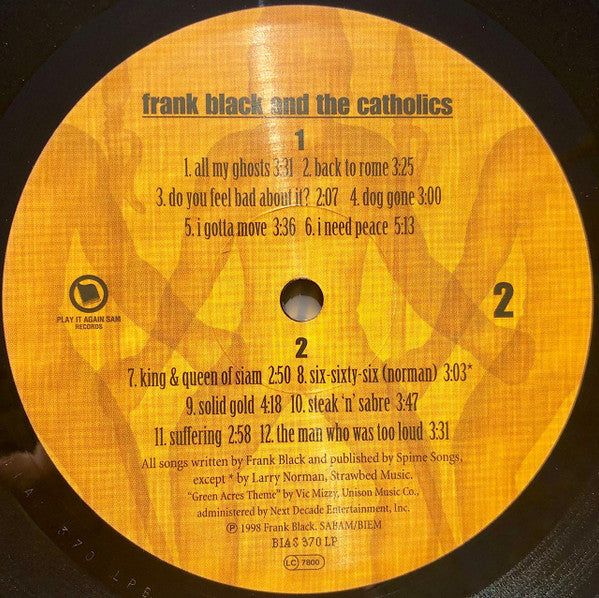 frank black and the catholics
1
1. all my ghosts 3:31 2. back to rome 3:25
3. do you feel bad about it? 2:07 4. dog gone 3:00
5. i gotta move 3:36 6. i need peace 5:13
PLAY IT AGAIN SAM
RECORDS
2
2
7. king & queen of siam 2:50 8. six-sixty-six (norman) 3:03*
9. solid gold 4:18 10. steak 'n' sabre 3:47
11. suffering 2:58 12. the man who was too loud 3:31
All songs written by Frank Black and published by Spime Songs,
except * by Larry Norman, Strawbed Music.
"Green Acres Theme" by Vic Mizzy, Unison Music Co.,
administered by Next Decade Entertainment, Inc.
℗ 1998 Frank Black. SABAM/BIEM
BIAS 370 LP
LC 7800